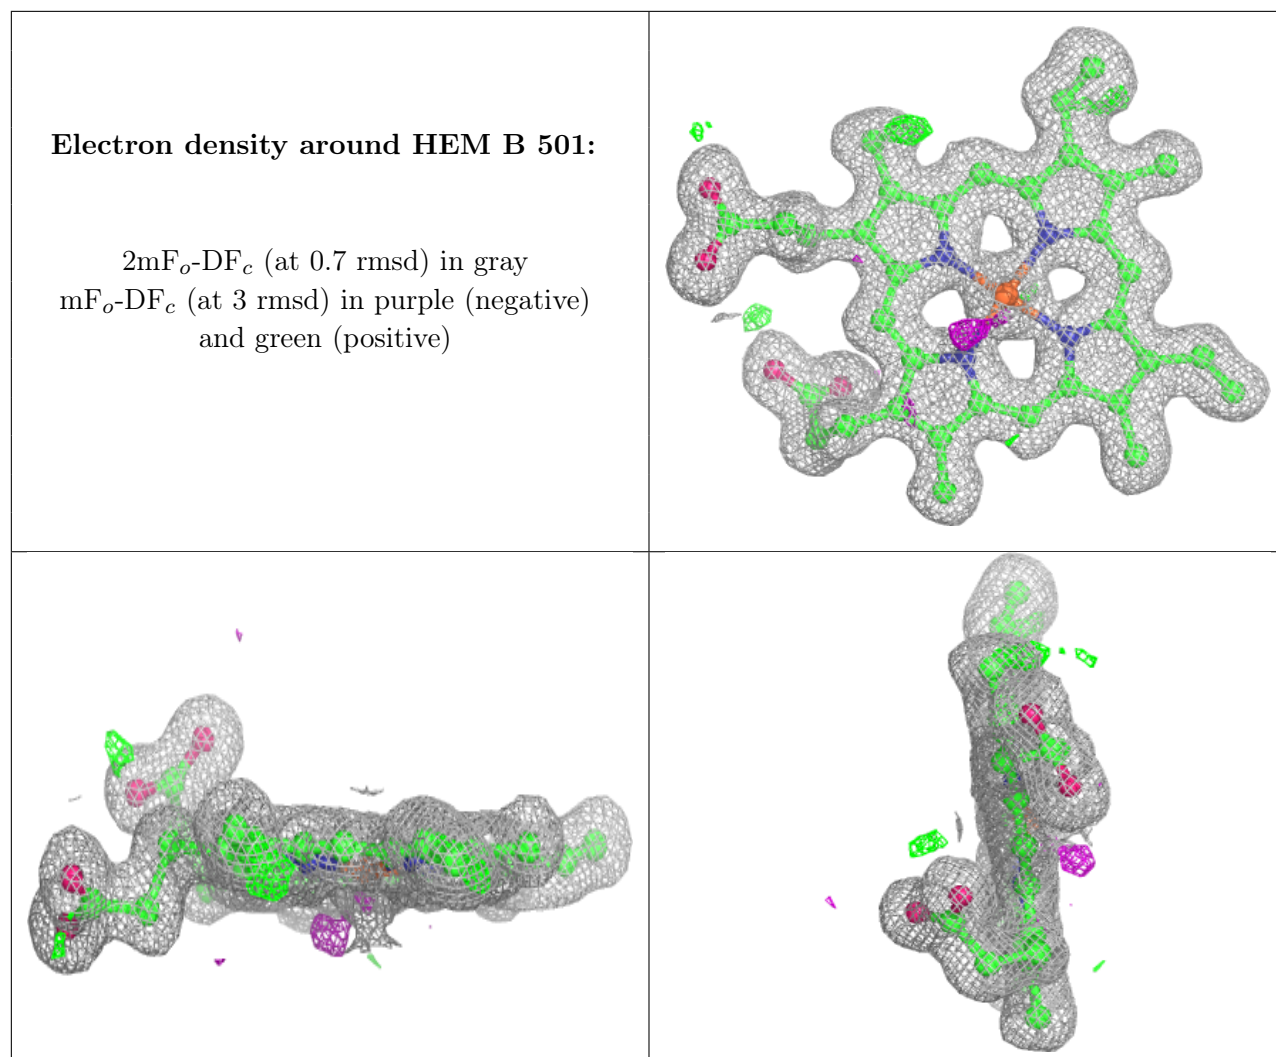 Electron density around HEM B 501:
2mFo-DFc (at 0.7 rmsd) in gray
mFo-DFc (at 3 rmsd) in purple (negative)
and green (positive)